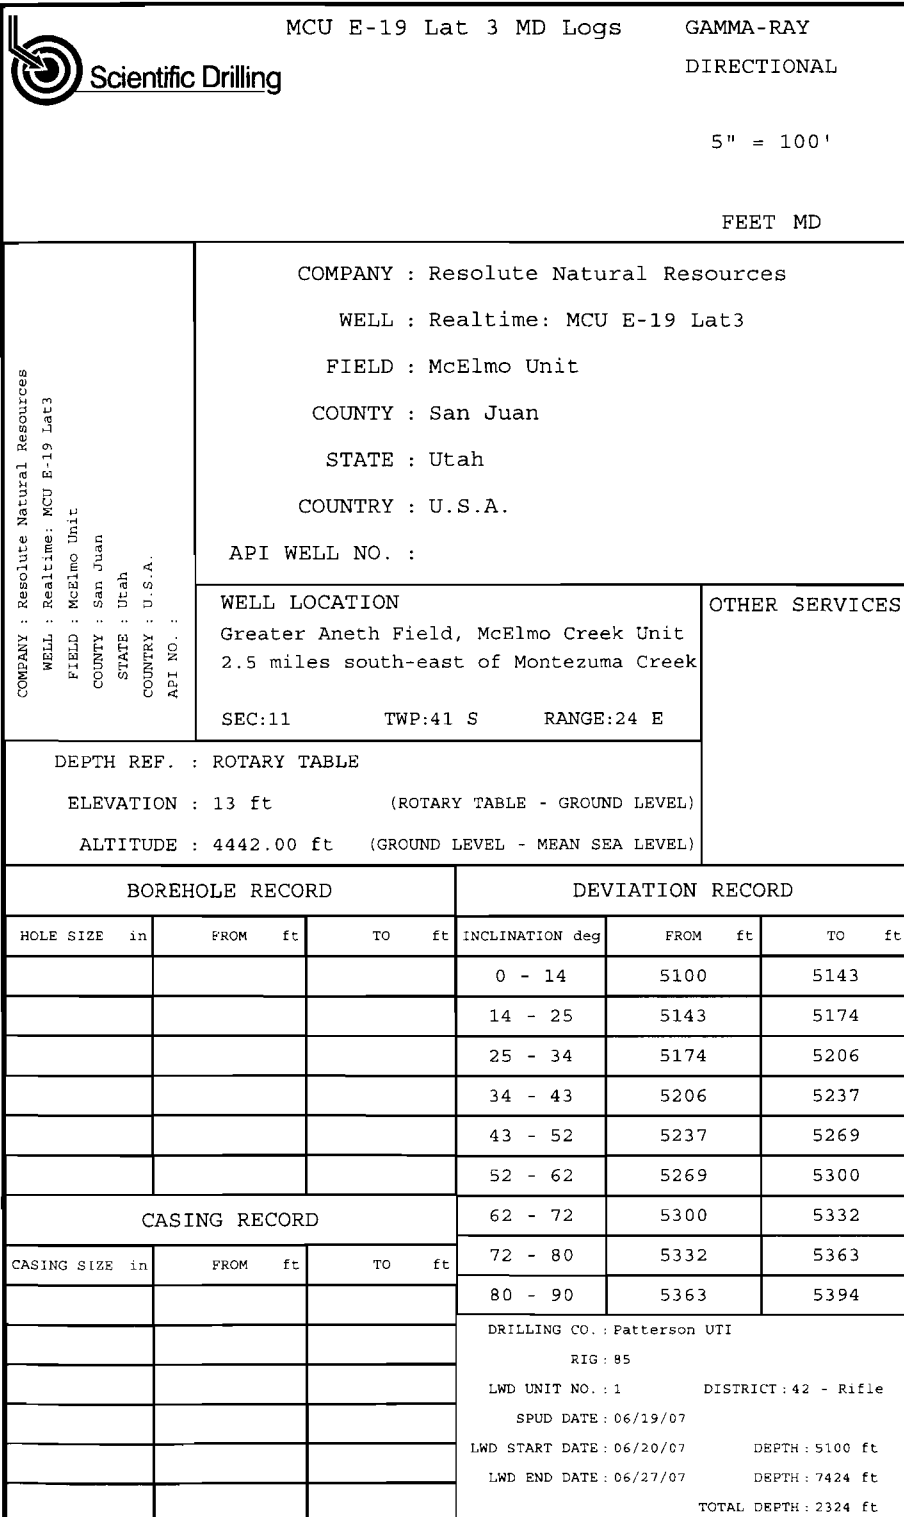 MCU E-19 Lat 3 MD Logs GAMMA-RAY
DIRECTIONAL
Scientific Drilling
5" = 100'
FEET MD
COMPANY : Resolute Natural Resources
WELL : Realtime: MCU E-19 Lat3
FIELD : McElmo Unit
COUNTY : San Juan
STATE : Utah
COUNTRY : U.S.A.
API WELL NO. :
COMPANY : Resolute Natural Resources
WELL : Realtime: MCU E-19 Lat3
FIELD : McElmo Unit
COUNTY : San Juan
STATE : Utah
COUNTRY : U.S.A.
API NO. :
WELL LOCATION
Greater Aneth Field, McElmo Creek Unit
2.5 miles south-east of Montezuma Creek
SEC:11 TWP:41 S RANGE:24 E
OTHER SERVICES
DEPTH REF. : ROTARY TABLE
ELEVATION : 13 ft (ROTARY TABLE - GROUND LEVEL)
ALTITUDE : 4442.00 ft (GROUND LEVEL - MEAN SEA LEVEL)
BOREHOLE RECORD
HOLE SIZE in FROM ft TO ft
CASING RECORD
CASING SIZE in FROM ft TO ft
DEVIATION RECORD
INCLINATION deg FROM ft TO ft
0 - 14 5100 5143
14 - 25 5143 5174
25 - 34 5174 5206
34 - 43 5206 5237
43 - 52 5237 5269
52 - 62 5269 5300
62 - 72 5300 5332
72 - 80 5332 5363
80 - 90 5363 5394
DRILLING CO. : Patterson UTI
RIG : 85
LWD UNIT NO. : 1 DISTRICT : 42 - Rifle
SPUD DATE : 06/19/07
LWD START DATE : 06/20/07 DEPTH : 5100 ft
LWD END DATE : 06/27/07 DEPTH : 7424 ft
TOTAL DEPTH : 2324 ft